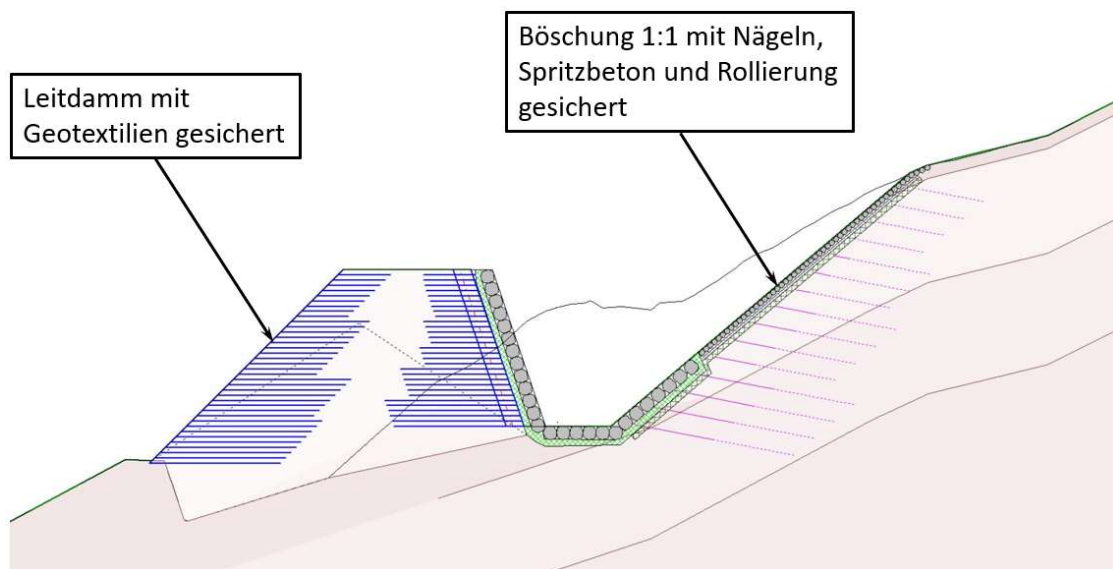 Leitdamm mit
Geotextilien gesichert
Böschung 1:1 mit Nägeln,
Spritzbeton und Rollierung
gesichert